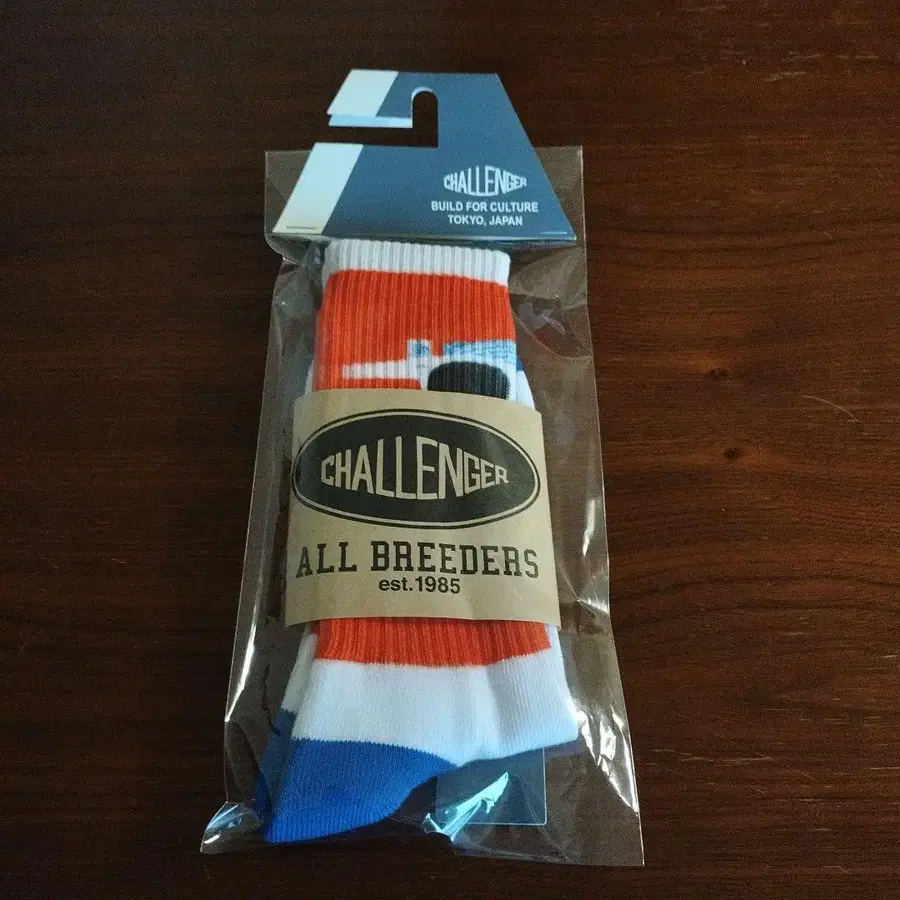 CHALLENGER
BUILD FOR CULTURE
TOKYO, JAPAN
CHALLENGER
ALL BREEDERS
est.1985